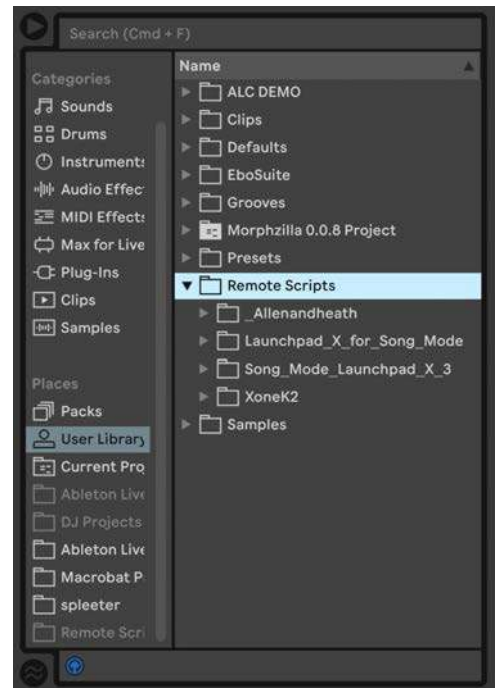 Search (Cmd + F)
Categories
Sounds
Drums
Instruments
Audio Effec
MIDI Effects
Max for Live
Plug-Ins
Clips
Samples
Places
Packs
User Library
Current Pro
Ableton Live
DJ Projects
Ableton Live
Macrobat P
spleeter
Remote Scri
Name
ALC DEMO
Clips
Defaults
EboSuite
Grooves
Morphzilla 0.0.8 Project
Presets
Remote Scripts
_Allenandheath
Launchpad_X_for_Song_Mode
Song_Mode_Launchpad_X_3
XoneK2
Samples